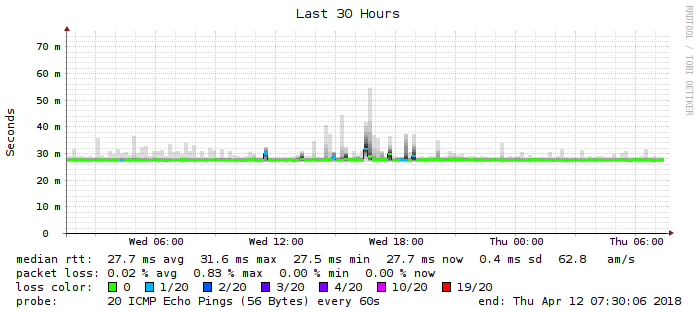 Last 30 Hours
RRDTOOL / TOBI OETIKER
Seconds
70 m
60 m
50 m
40 m
30 m
20 m
10 m
0
Wed 06:00 Wed 12:00 Wed 18:00 Thu 00:00 Thu 06:00
median rtt: 27.7 ms avg 31.6 ms max 27.5 ms min 27.7 ms now 0.4 ms sd 62.8 am/s
packet loss: 0.02 % avg 0.83 % max 0.00 % min 0.00 % now
loss color: 0 1/20 2/20 3/20 4/20 10/20 19/20
probe: 20 ICMP Echo Pings (56 Bytes) every 60s end: Thu Apr 12 07:30:06 2018